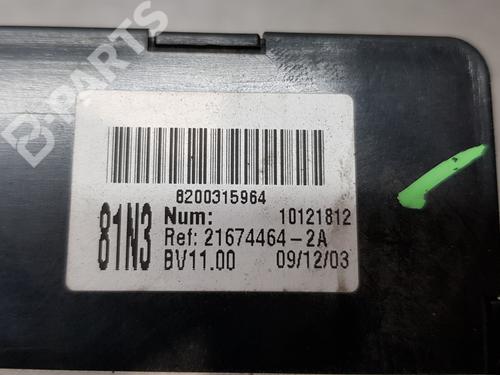 B-PARTS
8200315964
81N3
Num: 10121812
Ref: 21674464-2A
BV11.00 09/12/03